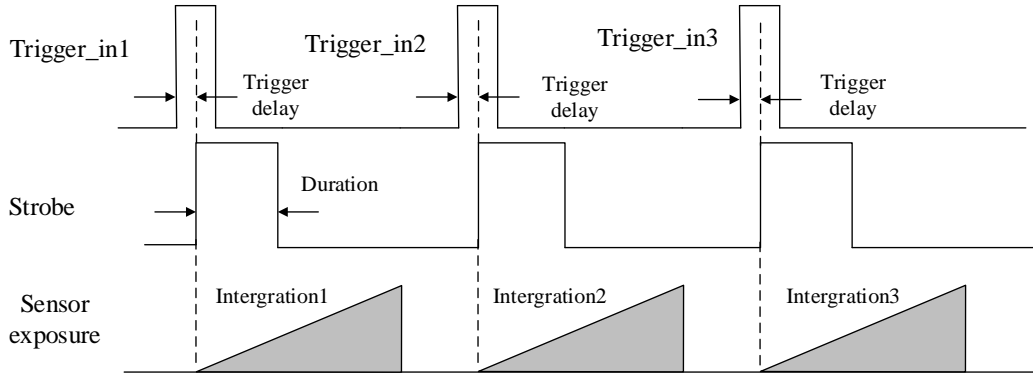 Trigger_in1
Trigger_in2
Trigger_in3
Trigger
delay
Trigger
delay
Trigger
delay
Strobe
Duration
Sensor
exposure
Intergration1
Intergration2
Intergration3